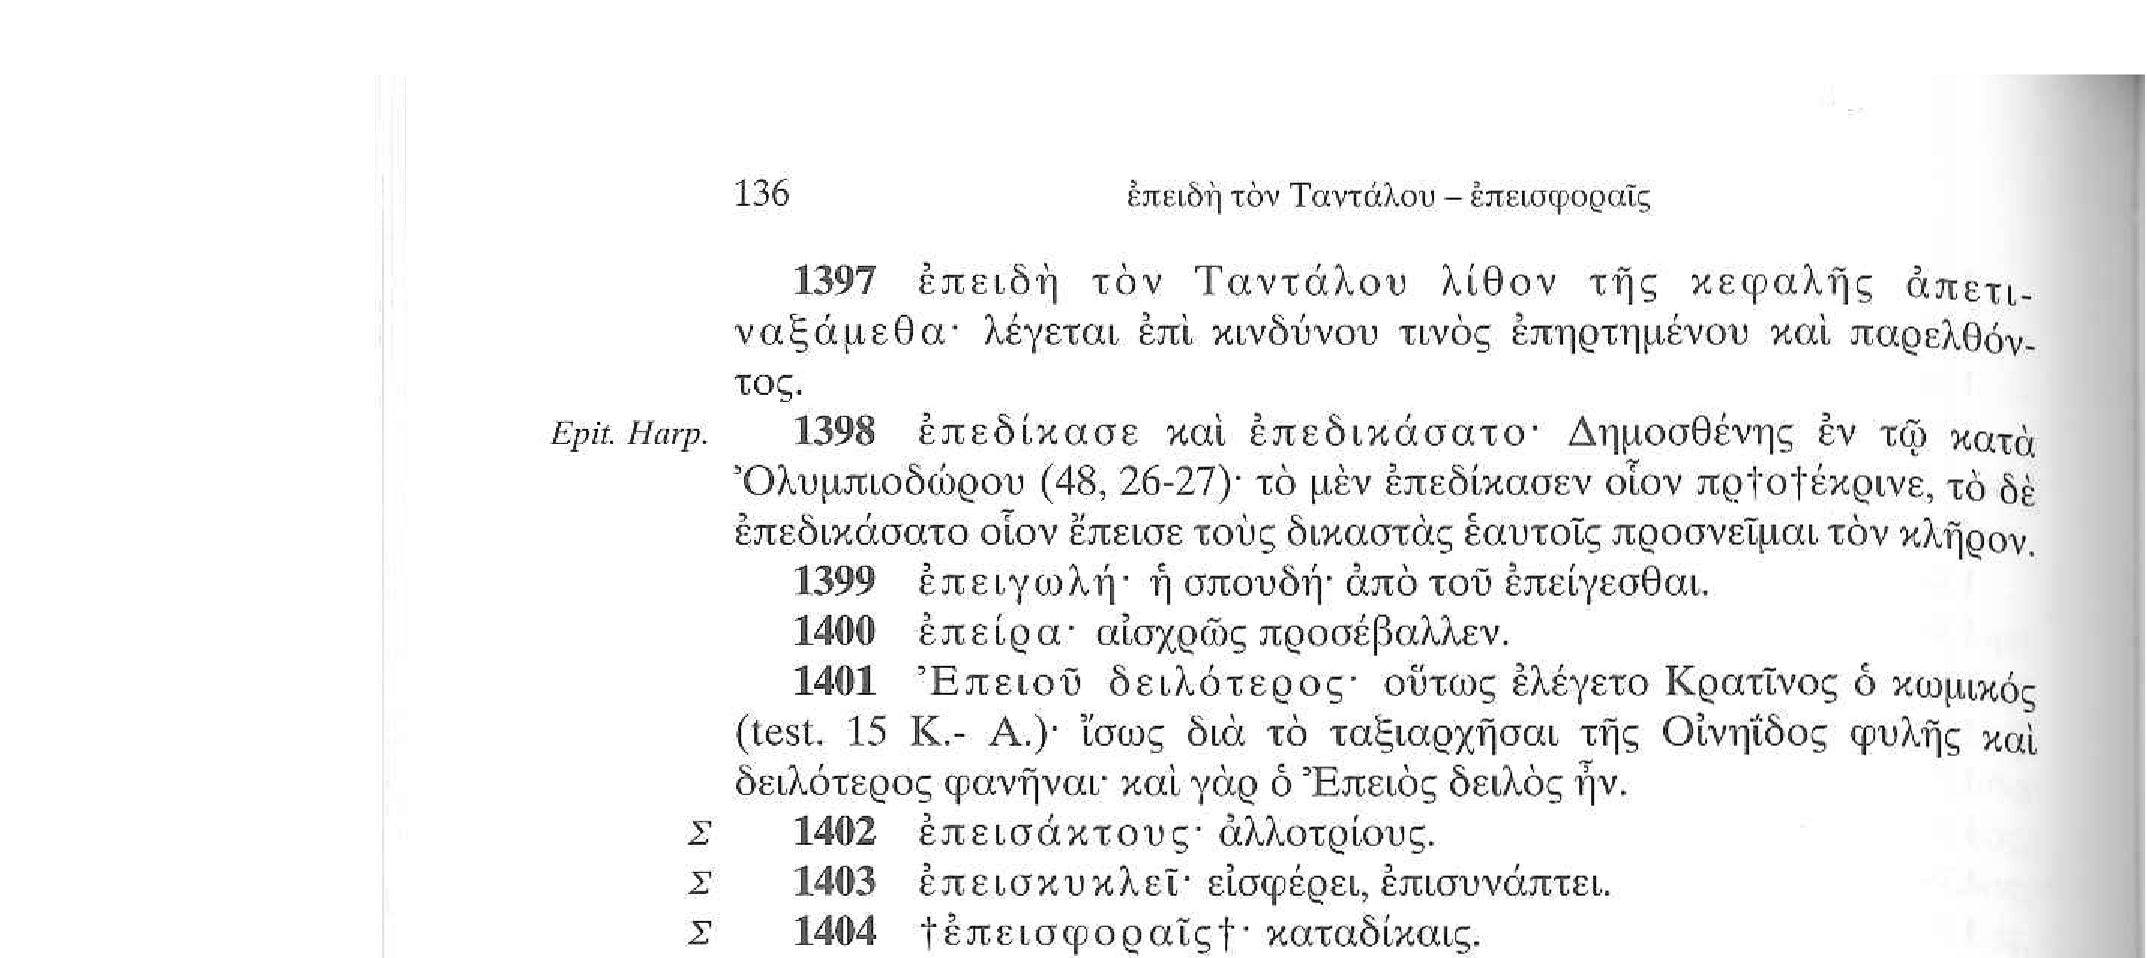 136 ἐπειδὴ τὸν Ταντάλου – ἐπεισφοραῖς
1397 ἐπειδὴ τὸν Ταντάλου λίθον τῆς κεφαλῆς ἀπετι-
ναξάμεθα· λέγεται ἐπὶ κινδύνου τινὸς ἐπηρτημένου καὶ παρελθόν-
τος.
Epit. Harp. 1398 ἐπεδίκασε καὶ ἐπεδικάσατο· Δημοσθένης ἐν τῷ κατὰ
Ὀλυμπιοδώρου (48, 26-27)· τὸ μὲν ἐπεδίκασεν οἷον πρ†ο†έκρινε, τὸ δὲ
ἐπεδικάσατο οἷον ἔπεισε τοὺς δικαστὰς ἑαυτοῖς προσνεῖμαι τὸν κλῆρον.
1399 ἐπειγωλή· ἡ σπουδή· ἀπὸ τοῦ ἐπείγεσθαι.
1400 ἐπείρα· αἰσχρῶς προσέβαλλεν.
1401 Ἐπειοῦ δειλότερος· οὕτως ἐλέγετο Κρατῖνος ὁ κωμικός
(test. 15 K.- A.)· ἴσως διὰ τὸ ταξιαρχῆσαι τῆς Οἰνηΐδος φυλῆς καὶ
δειλότερος φανῆναι· καὶ γὰρ ὁ Ἐπειὸς δειλὸς ἦν.
Σ 1402 ἐπεισάκτους· ἀλλοτρίους.
Σ 1403 ἐπεισκυκλεῖ· εἰσφέρει, ἐπισυνάπτει.
Σ 1404 †ἐπεισφοραῖς†· καταδίκαις.